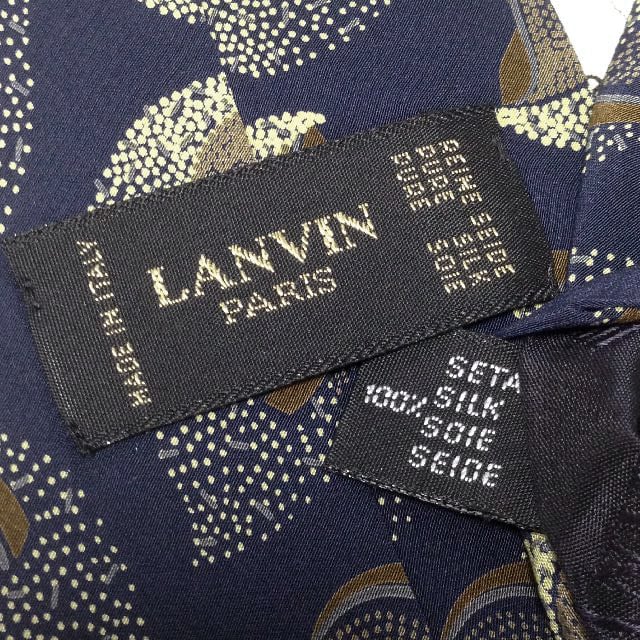 MADE IN ITALY
LANVIN
PARIS
REINE SEIDE
PURE SILK
PURE SOIE
SETA
100% SILK
SOIE
SEIDE